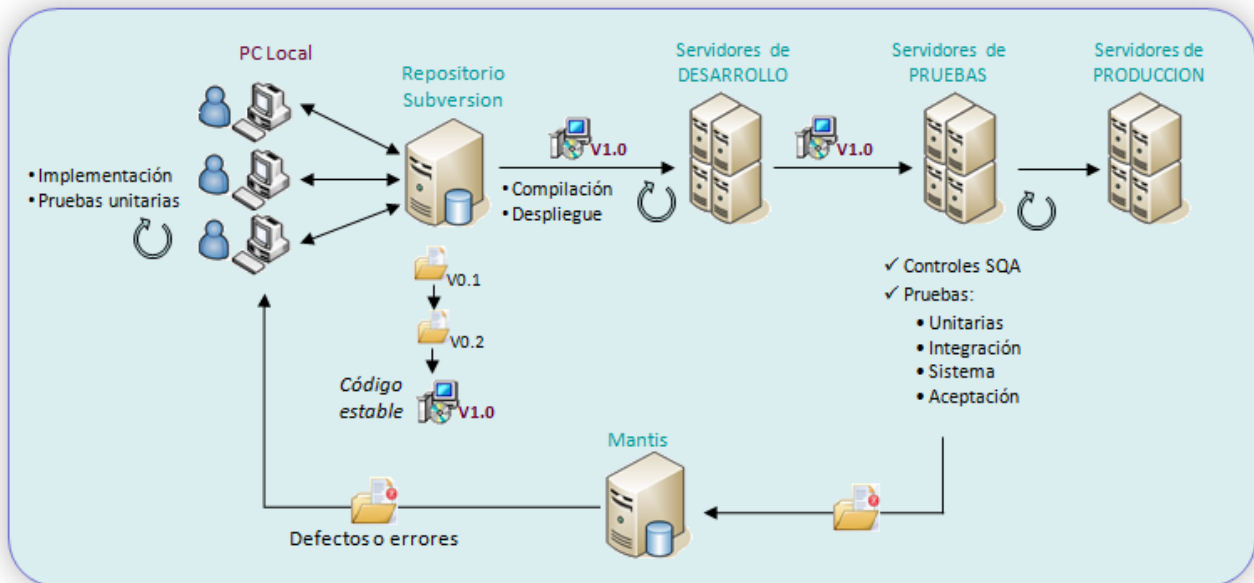 PC Local
• Implementación
• Pruebas unitarias
Repositorio
Subversion
V0.1
V0.2
Código
estable
V1.0
V1.0
• Compilación
• Despliegue
Servidores de
DESARROLLO
V1.0
Servidores de
PRUEBAS
Servidores de
PRODUCCION
✓ Controles SQA
✓ Pruebas:
• Unitarias
• Integración
• Sistema
• Aceptación
Mantis
Defectos o errores